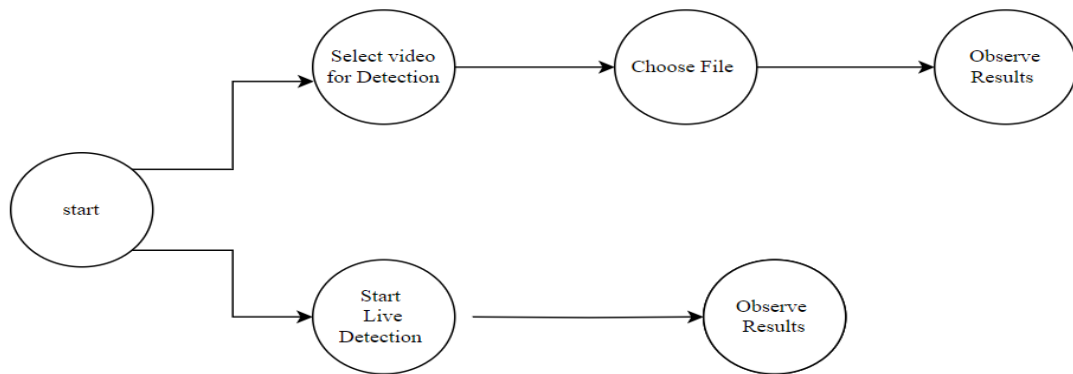 Select video
for Detection
Choose File
Observe
Results
start
Start
Live
Detection
Observe
Results